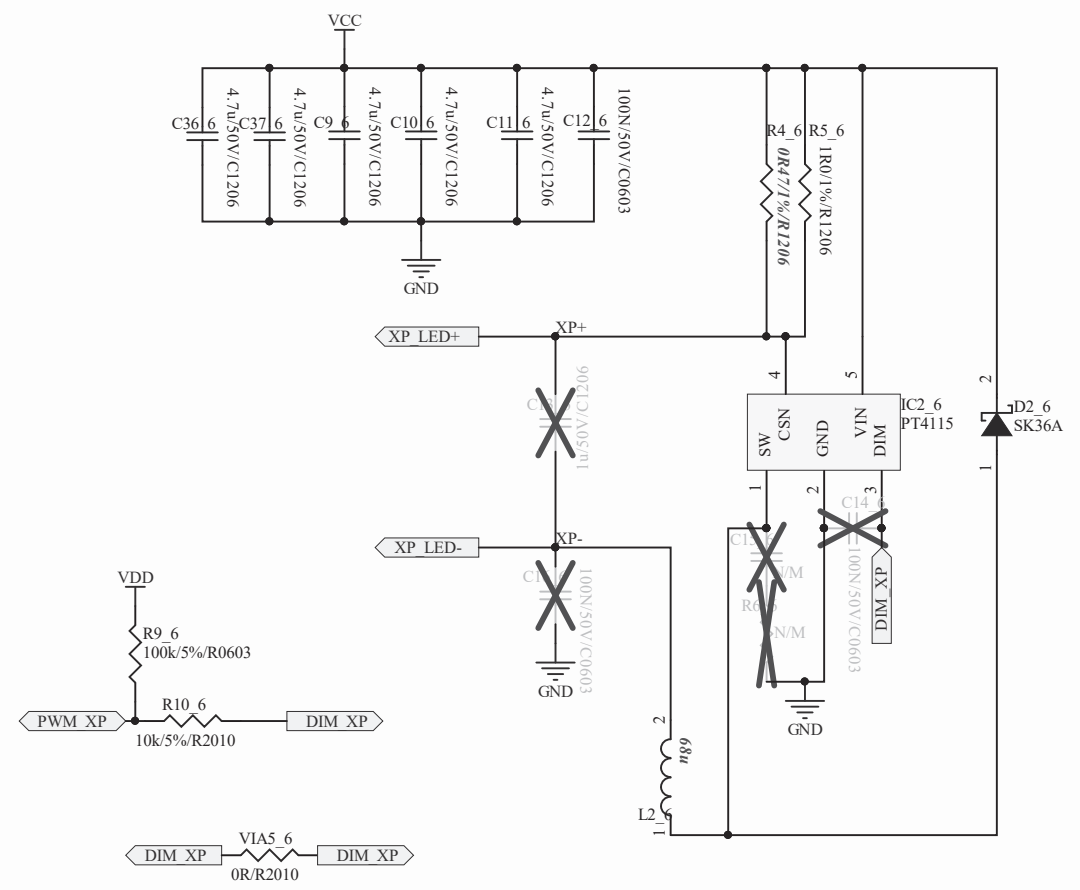 VCC
C36_6
4.7u/50V/C1206
C37_6
4.7u/50V/C1206
C9_6
4.7u/50V/C1206
C10_6
4.7u/50V/C1206
C11_6
4.7u/50V/C1206
C12_6
100N/50V/C0603
GND
R4_6
0R47/1%/R1206
R5_6
1R0/1%/R1206
XP_LED+
XP+
1u/50V/C1206
4
5
2
IC2_6
PT4115
SW
CSN
GND
VIN
DIM
D2_6
SK36A
1
1
2
3
C14_6
100N/50V/C0603
DIM_XP
XP_LED-
XP-
100N/50V/C0603
GND
N/M
N/M
GND
VDD
R9_6
100k/5%/R0603
PWM_XP
R10_6
10k/5%/R2010
DIM_XP
2
68u
L2_6
1
DIM_XP
VIA5_6
0R/R2010
DIM_XP